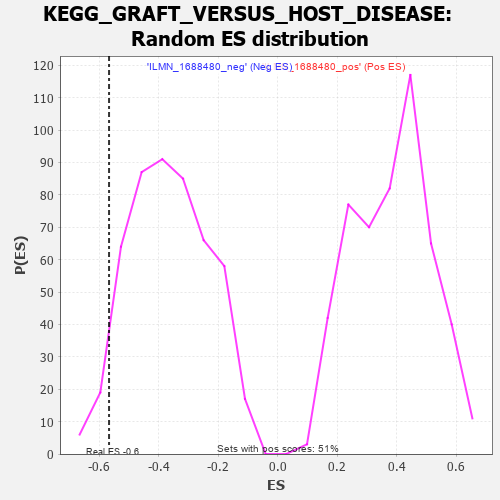 KEGG_GRAFT_VERSUS_HOST_DISEASE:
Random ES distribution
'ILMN_1688480_neg' (Neg ES) 1688480_pos' (Pos ES)
120
110
100
90
80
70
60
50
40
30
20
10
0
P(ES)
Real ES -0.6
Sets with pos scores: 51%
-0.6 -0.4 -0.2 0.0 0.2 0.4 0.6
ES